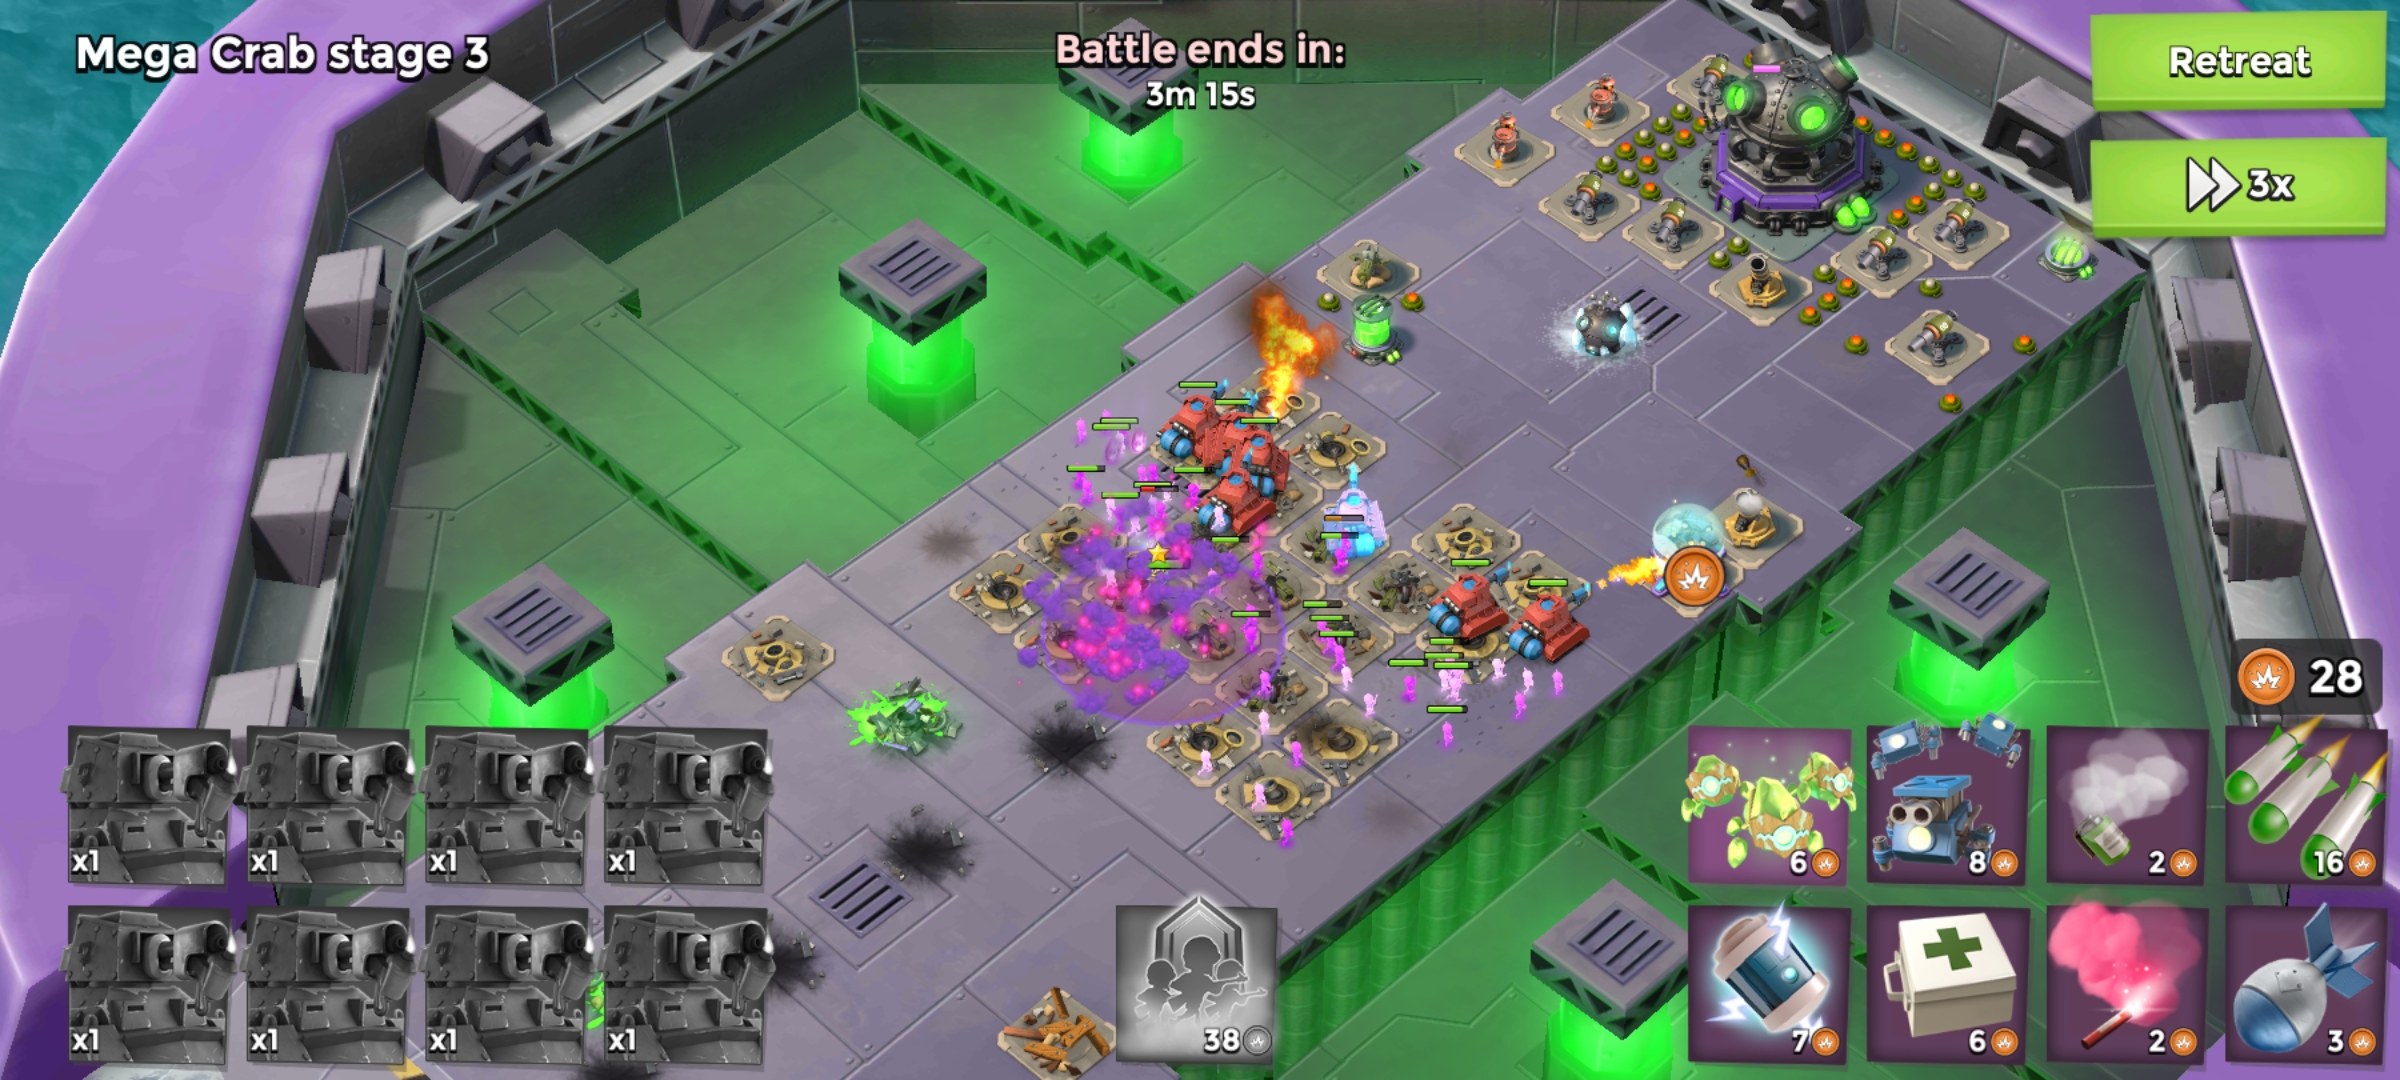 Mega Crab stage 3
Battle ends in:
3m 15s
Retreat
3x
28
x1
x1
x1
x1
6
8
2
16
x1
x1
x1
x1
38
7
6
2
3